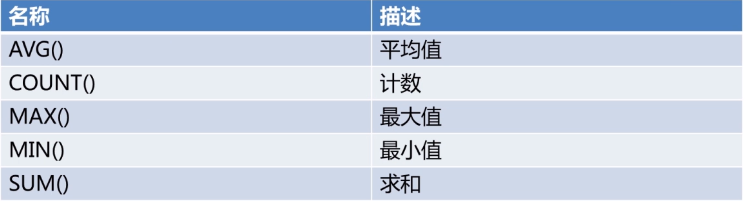 名称 描述
AVG() 平均值
COUNT() 计数
MAX() 最大值
MIN() 最小值
SUM() 求和